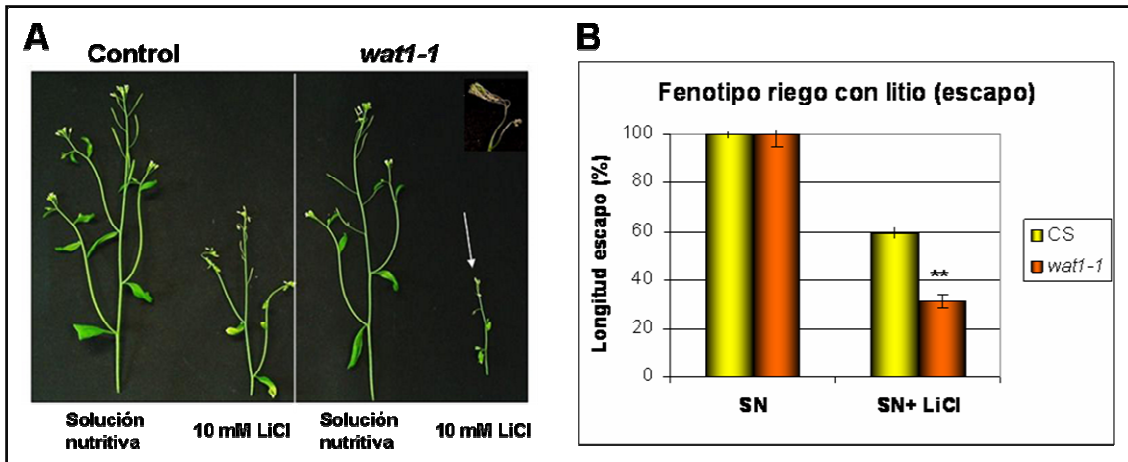 A
Control
wat1-1
Solución
nutritiva
10 mM LiCl
Solución
nutritiva
10 mM LiCl
B
Fenotipo riego con litio (escapo)
Longitud escapo (%)
100
80
60
40
20
0
**
SN
SN+ LiCl
CS
wat1-1